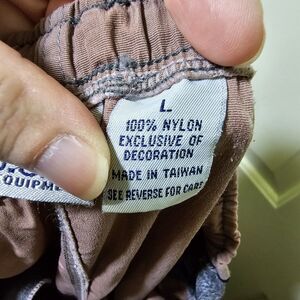 L
100% NYLON
EXCLUSIVE OF
DECORATION
MADE IN TAIWAN
SEE REVERSE FOR CARE